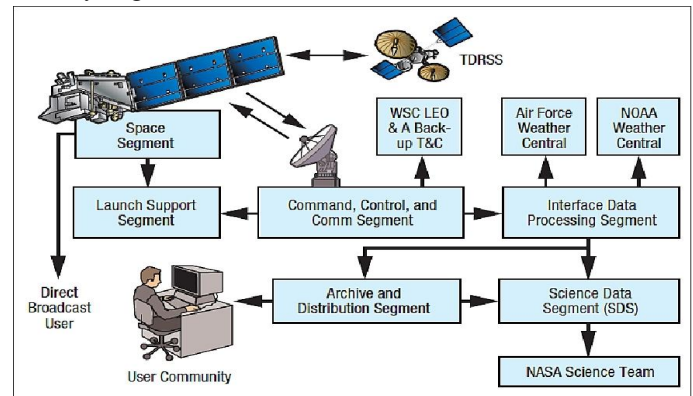 TDRSS
Space
Segment
WSC LEO
& A Back-
up T&C
Air Force
Weather
Central
NOAA
Weather
Central
Launch Support
Segment
Command, Control, and
Comm Segment
Interface Data
Processing Segment
Direct
Broadcast
User
Archive and
Distribution Segment
Science Data
Segment (SDS)
User Community
NASA Science Team